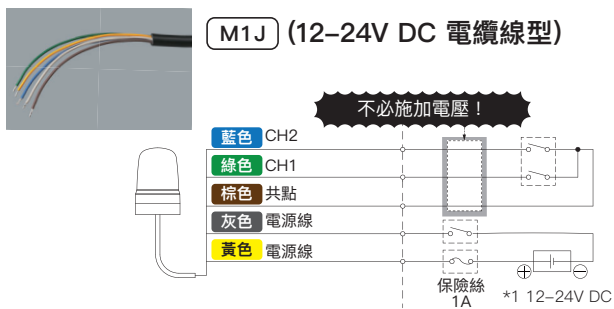 M1J (12–24V DC 電纜線型)
不必施加電壓！
藍色 CH2
綠色 CH1
棕色 共點
灰色 電源線
黃色 電源線
保險絲
1A
⊕ ⊖
*1 12–24V DC